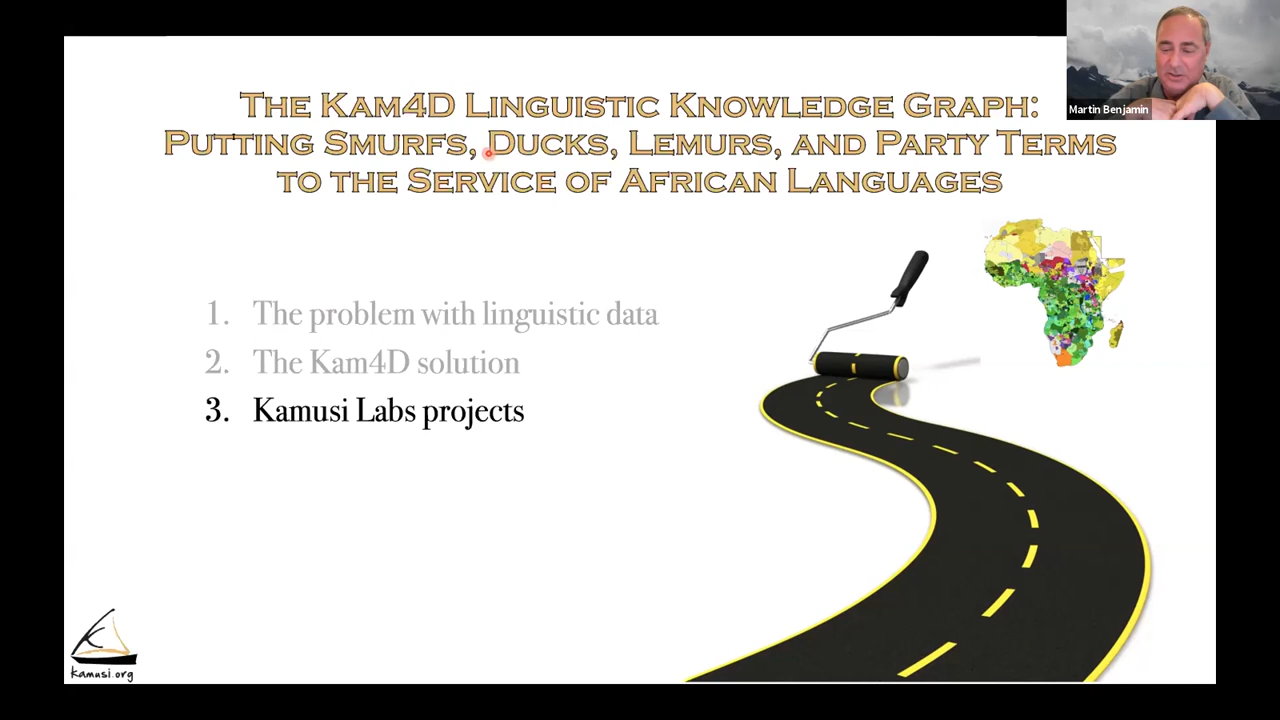 The Kam4D Linguistic Knowledge Graph:
Putting Smurfs, Ducks, Lemurs, and Party Terms
to the Service of African Languages
1. The problem with linguistic data
2. The Kam4D solution
3. Kamusi Labs projects
kamusi.org
Martin Benjamin